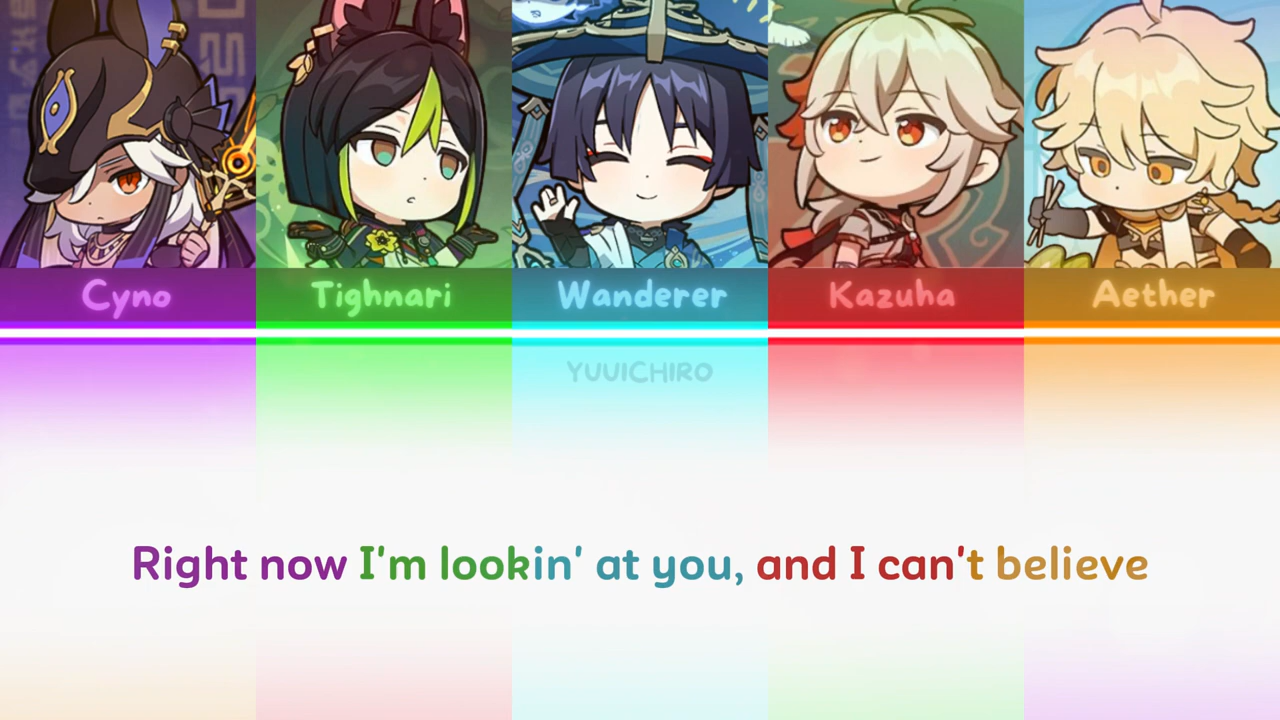 Cyno
Tighnari
Wanderer
Kazuha
Aether
YUUICHIRO
Right now I'm lookin' at you, and I can't believe